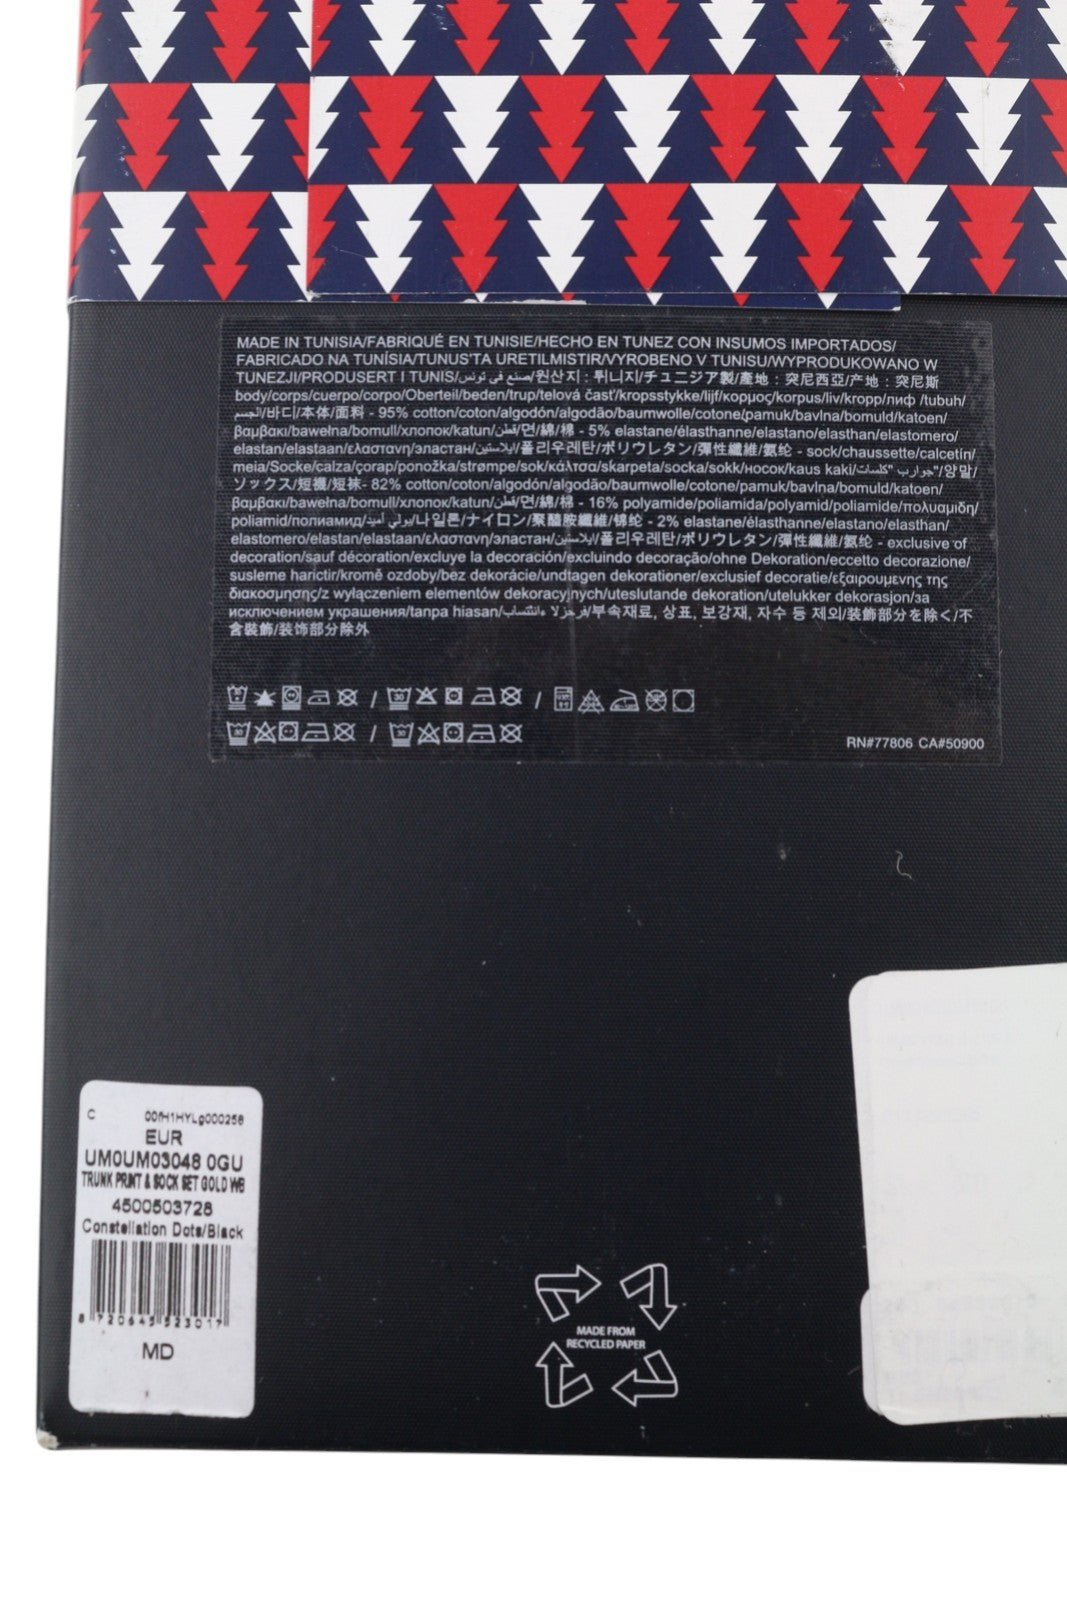 MADE IN TUNISIA/FABRIQUÉ EN TUNISIE/HECHO EN TUNEZ CON INSUMOS IMPORTADOS/
FABRICADO NA TUNÍSIA/TUNUS'TA URETILMISTIR/VYROBENO V TUNISU/WYPRODUKOWANO W
TUNEZJI/PRODUSERT I TUNIS/صنع في تونس/원산지 : 튀니지/チュニジア製/產地 : 突尼西亞/产地 : 突尼斯
body/corps/cuerpo/corpo/Oberteil/beden/trup/telová časť/kropsstykke/lijf/κορμος/korpus/liv/kropp/лиф /tubuh/
الجسم/바디/本体/面料 - 95% cotton/coton/algodón/algodão/baumwolle/cotone/pamuk/bavlna/bomuld/katoen/
βαμβακι/bawełna/bomull/хлопок/katun/قطن/면/綿/棉 - 5% elastane/élasthanne/elastano/elasthan/elastomero/
elastan/elastaan/ελαστανη/эластан/ايلاستين/폴리우레탄/ポリウレタン/彈性纖維/氨纶 - sock/chaussette/calcetín/
meia/Socke/calza/çorap/ponožka/strømpe/sok/κάλτσα/skarpeta/socka/sokk/носок/kaus kaki/جوارب "كلسات"/양말/
ソックス/短襪/短袜- 82% cotton/coton/algodón/algodão/baumwolle/cotone/pamuk/bavlna/bomuld/katoen/
βαμβακι/bawełna/bomull/хлопок/katun/قطن/면/綿/棉 - 16% polyamide/poliamida/polyamid/poliamide/πολυαμιδη/
poliamid/полиамид/بولي أميد/나일론/ナイロン/聚醯胺纖維/锦纶 - 2% elastane/élasthanne/elastano/elasthan/
elastomero/elastan/elastaan/ελαστανη/эластан/ايلاستين/폴리우레탄/ポリウレタン/彈性纖維/氨纶 - exclusive of
decoration/sauf décoration/excluye la decoración/excluindo decoração/ohne Dekoration/eccetto decorazione/
susleme harictir/kromě ozdoby/bez dekorácie/undtagen dekorationer/exclusief decoratie/εξαιρουμενης της
διακοσμησης/z wyłączeniem elementów dekoracyjnych/uteslutande dekoration/utelukker dekorasjon/за
исключением украшения/tanpa hiasan/부속재료, 상표, 보강재, 자수 등 제외/装飾部分を除く/不
含裝飾/装饰部分除外
30 / 30
30 / 30
RN#77806 CA#50900
C 00fH1HYLg000258
EUR
UM0UM03048 0GU
TRUNK PRINT & SOCK SET GOLD WB
4500503728
Constellation Dots/Black
8 720645 523017
MD
MADE FROM
RECYCLED PAPER